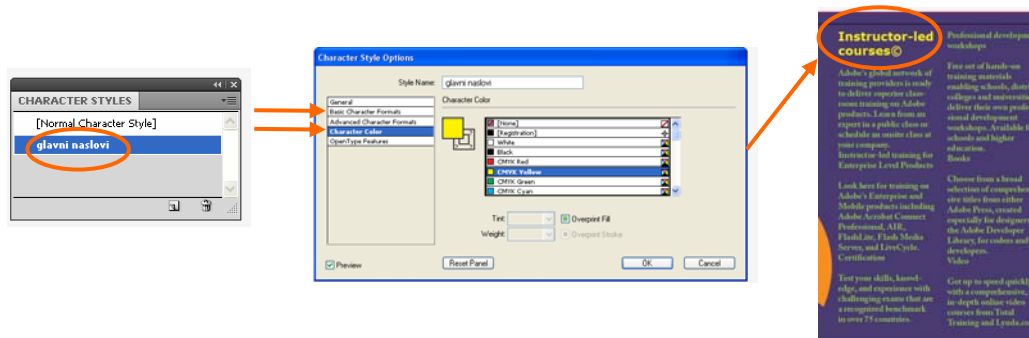 CHARACTER STYLES
[Normal Character Style]
glavni naslovi
Character Style Options
Style Name: glavni naslovi
General
Basic Character Formats
Advanced Character Formats
Character Color
OpenType Features
Character Color
[None]
[Registration]
White
Black
CMYK Red
CMYK Yellow
CMYK Green
CMYK Cyan
Tint:
Overprint Fill
Weight:
Overprint Stroke
Preview
Reset Panel
OK
Cancel
Instructor-led
courses©
Adobe's global network of
training providers is ready
to deliver superior class-
room training on Adobe
products. Learn from an
expert in a public class or
schedule an onsite class at
your company.
Instructor-led training for
Enterprise Level Products
Look here for training on
Adobe's Enterprise and
Mobile products including
Adobe Acrobat Connect
Professional, AIR,
FlashLite, Flash Media
Server, and LiveCycle.
Certification
Test your skills, knowl-
edge, and experience with
challenging exams that are
a recognized benchmark
in over 75 countries.
Professional
workshops
Free set of hands-on
training materials
enabling schools,
colleges and
deliver their own
sional development
workshops. Available
schools and higher
education.
Books
Choose from a broad
selection of
sive titles from either
Adobe Press, created
especially for designers
the Adobe Developer
Library, for coders and
developers.
Video
Get up to speed quickly
with a comprehensive,
in-depth online video
courses from Total
Training and